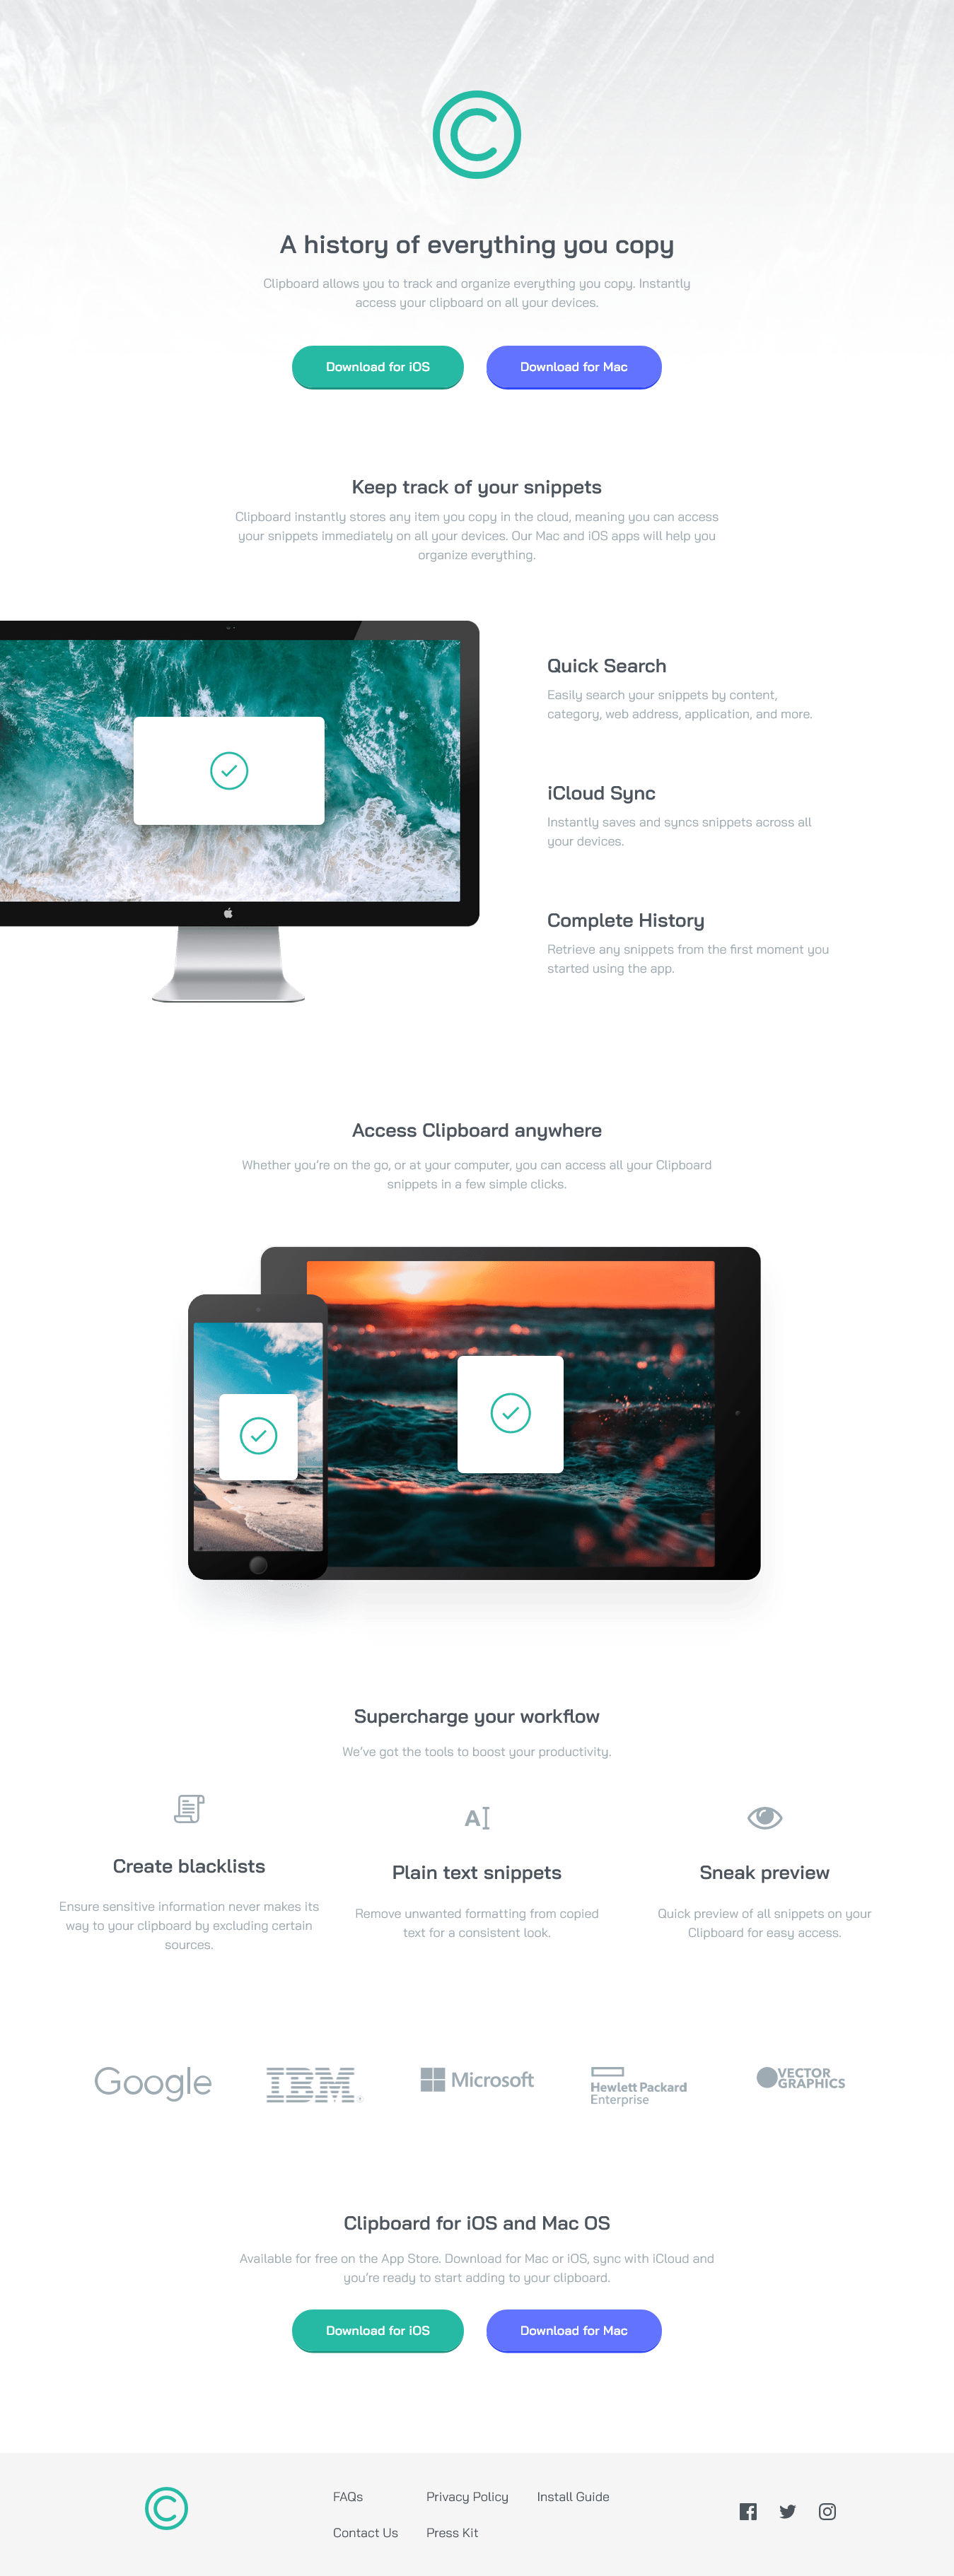 A history of everything you copy
Clipboard allows you to track and organize everything you copy. Instantly
access your clipboard on all your devices.
Download for iOS
Download for Mac
Keep track of your snippets
Clipboard instantly stores any item you copy in the cloud, meaning you can access
your snippets immediately on all your devices. Our Mac and iOS apps will help you
organize everything.
Quick Search
Easily search your snippets by content,
category, web address, application, and more.
iCloud Sync
Instantly saves and syncs snippets across all
your devices.
Complete History
Retrieve any snippets from the first moment you
started using the app.
Access Clipboard anywhere
Whether you're on the go, or at your computer, you can access all your Clipboard
snippets in a few simple clicks.
Supercharge your workflow
We've got the tools to boost your productivity.
Create blacklists
Ensure sensitive information never makes its
way to your clipboard by excluding certain
sources.
A
Plain text snippets
Remove unwanted formatting from copied
text for a consistent look.
Sneak preview
Quick preview of all snippets on your
Clipboard for easy access.
Google
IBM
Microsoft
Hewlett Packard
Enterprise
VECTOR
GRAPHICS
Clipboard for iOS and Mac OS
Available for free on the App Store. Download for Mac or iOS, sync with iCloud and
you're ready to start adding to your clipboard.
Download for iOS
Download for Mac
FAQs
Contact Us
Privacy Policy
Press Kit
Install Guide